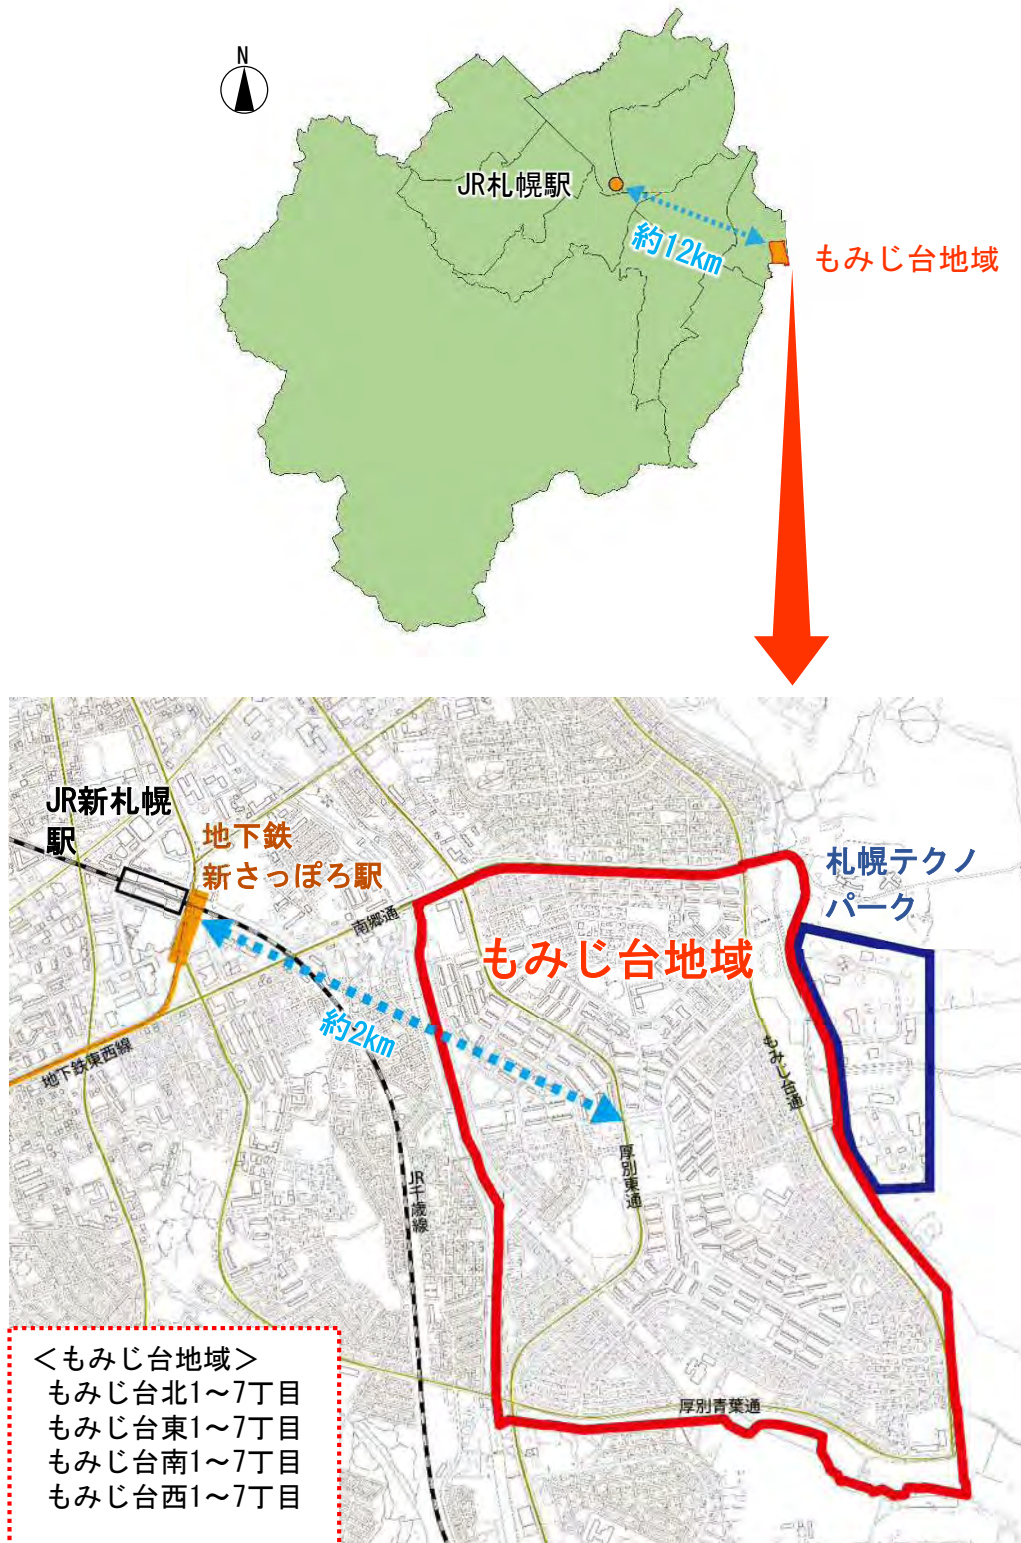 N
JR札幌駅
約12km
もみじ台地域
JR新札幌
駅
地下鉄
新さっぽろ駅
札幌テクノ
パーク
南郷通
もみじ台地域
約2km
地下鉄東西線
もみじ台通
厚別東通
JR千歳線
厚別青葉通
＜もみじ台地域＞
もみじ台北1～7丁目
もみじ台東1～7丁目
もみじ台南1～7丁目
もみじ台西1～7丁目